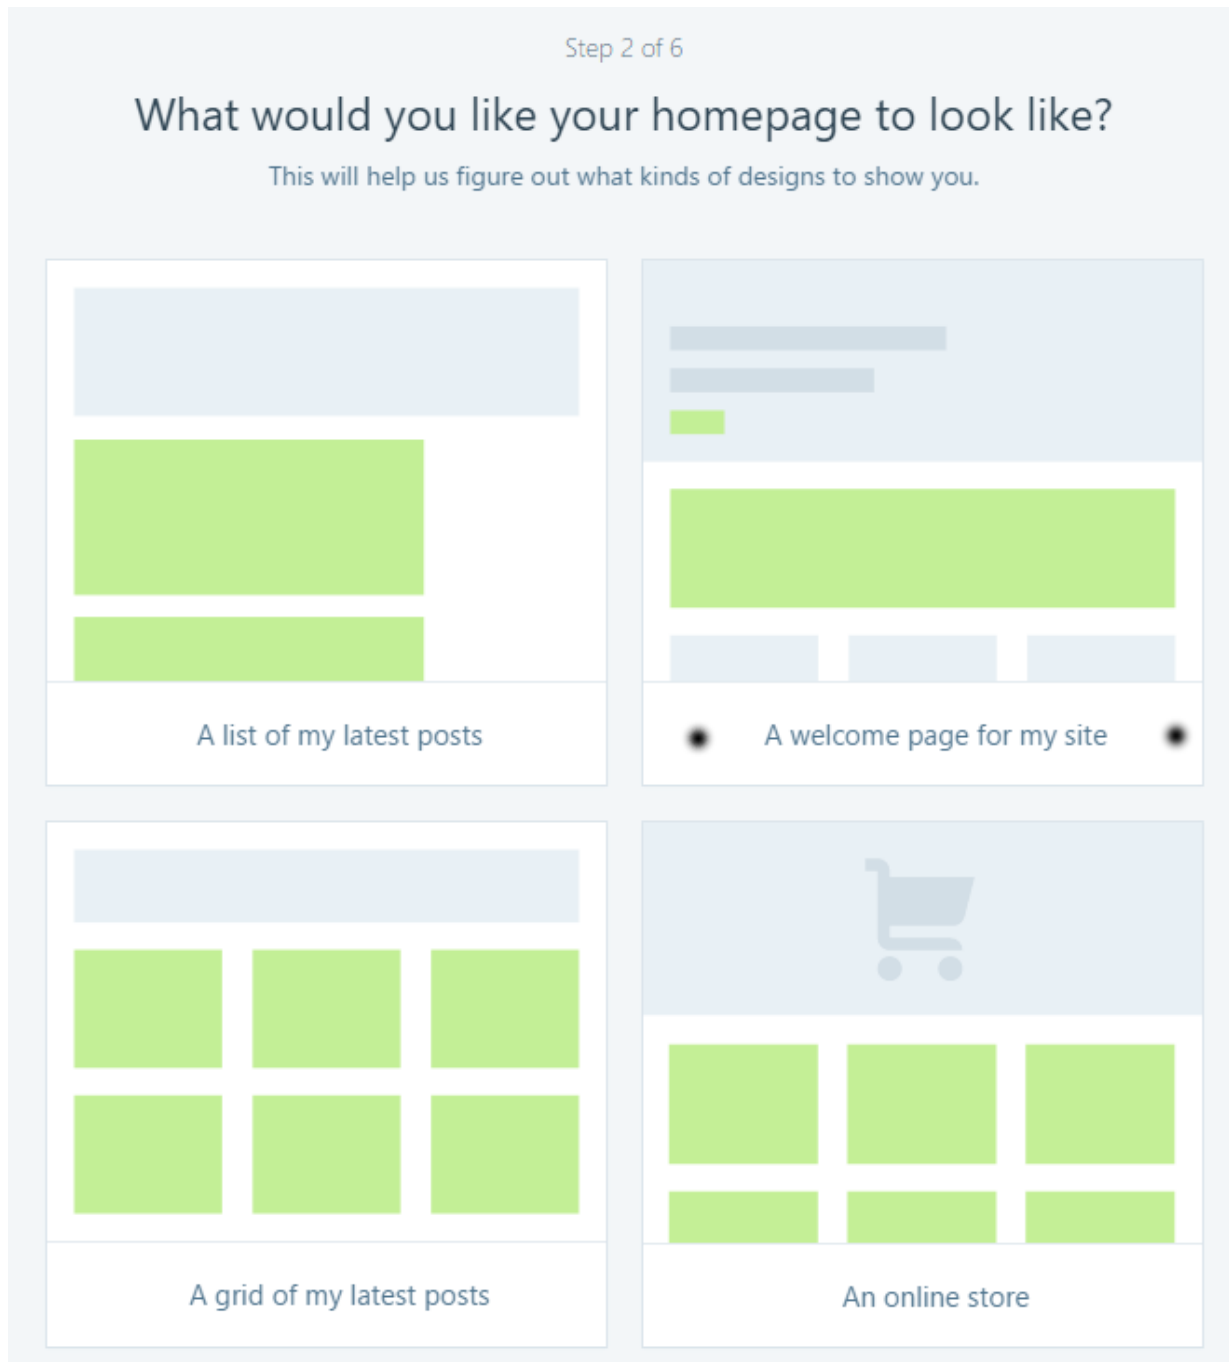 Step 2 of 6
What would you like your homepage to look like?
This will help us figure out what kinds of designs to show you.
A list of my latest posts
A welcome page for my site
A grid of my latest posts
An online store